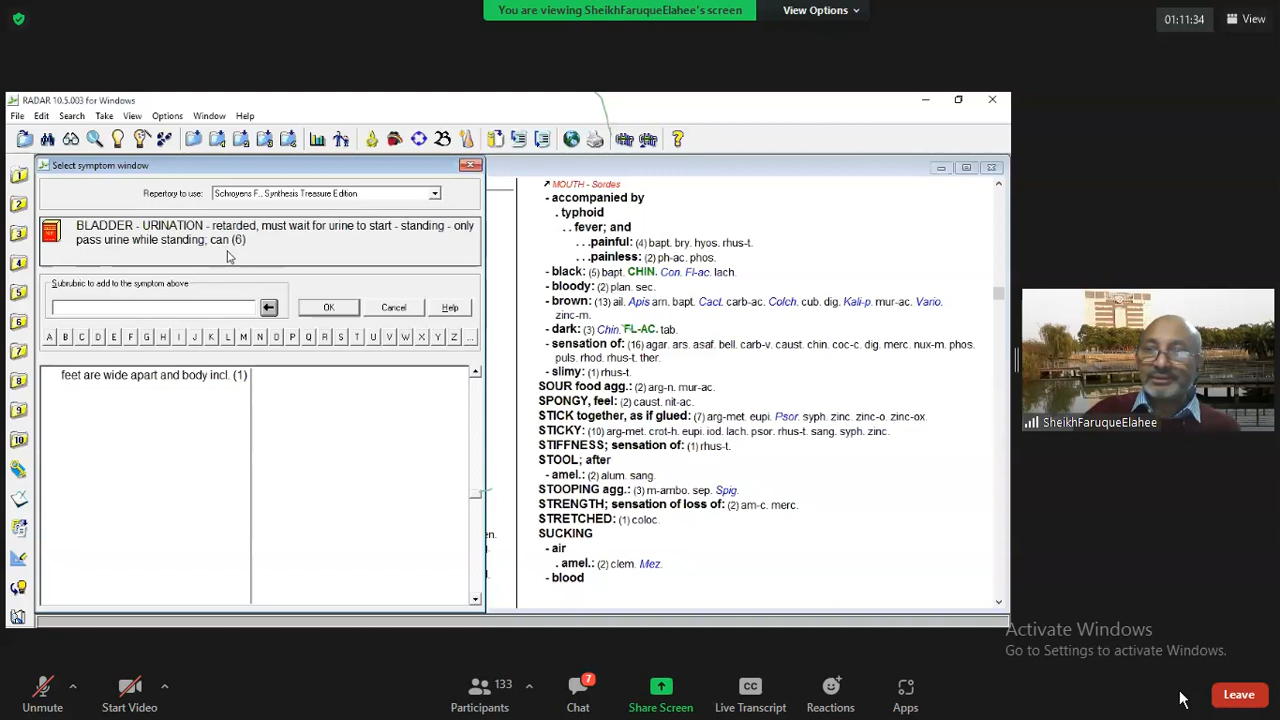 You are viewing SheikhFaruqueElahee's screen
View Options
01:11:34
View
RADAR 10.5.003 for Windows
File Edit Search Take View Options Window Help
Select symptom window
Repertory to use:
Schroyens F., Synthesis Treasure Edition
BLADDER - URINATION - retarded, must wait for urine to start - standing - only
pass urine while standing; can (6)
Subrubric to add to the symptom above
OK
Cancel
Help
A B C D E F G H I J K L M N O P Q R S T U V W X Y Z ...
feet are wide apart and body incl. (1)
1
2
3
4
5
6
7
8
9
10
MOUTH - Sordes
- accompanied by
. typhoid
. . fever; and
. . . painful: (4) bapt. bry. hyos. rhus-t.
. . . painless: (2) ph-ac. phos.
- black: (5) bapt. CHIN. Con. Fl-ac. lach.
- bloody: (2) plan. sec.
- brown: (13) ail. Apis arn. bapt. Cact. carb-ac. Colch. cub. dig. Kali-p. mur-ac. Vario.
zinc-m.
- dark: (3) Chin. FL-AC. tab.
- sensation of: (16) agar. ars. asaf. bell. carb-v. caust. chin. coc-c. dig. merc. nux-m. phos.
puls. rhod. rhus-t. ther.
- slimy: (1) rhus-t.
SOUR food agg.: (2) arg-n. mur-ac.
SPONGY, feel: (2) caust. nit-ac.
STICK together, as if glued: (7) arg-met. eupi. Psor. syph. zinc. zinc-o. zinc-ox.
STICKY: (10) arg-met. crot-h. eupi. iod. lach. psor. rhus-t. sang. syph. zinc.
STIFFNESS; sensation of: (1) rhus-t.
STOOL; after
- amel.: (2) alum. sang.
STOOPING agg.: (3) m-ambo. sep. Spig.
STRENGTH; sensation of loss of: (2) am-c. merc.
STRETCHED: (1) coloc.
SUCKING
- air
. amel.: (2) clem. Mez.
- blood
en.
SheikhFaruqueElahee
Activate Windows
Go to Settings to activate Windows.
Unmute
Start Video
133
Participants
7
Chat
Share Screen
CC
Live Transcript
Reactions
Apps
Leave